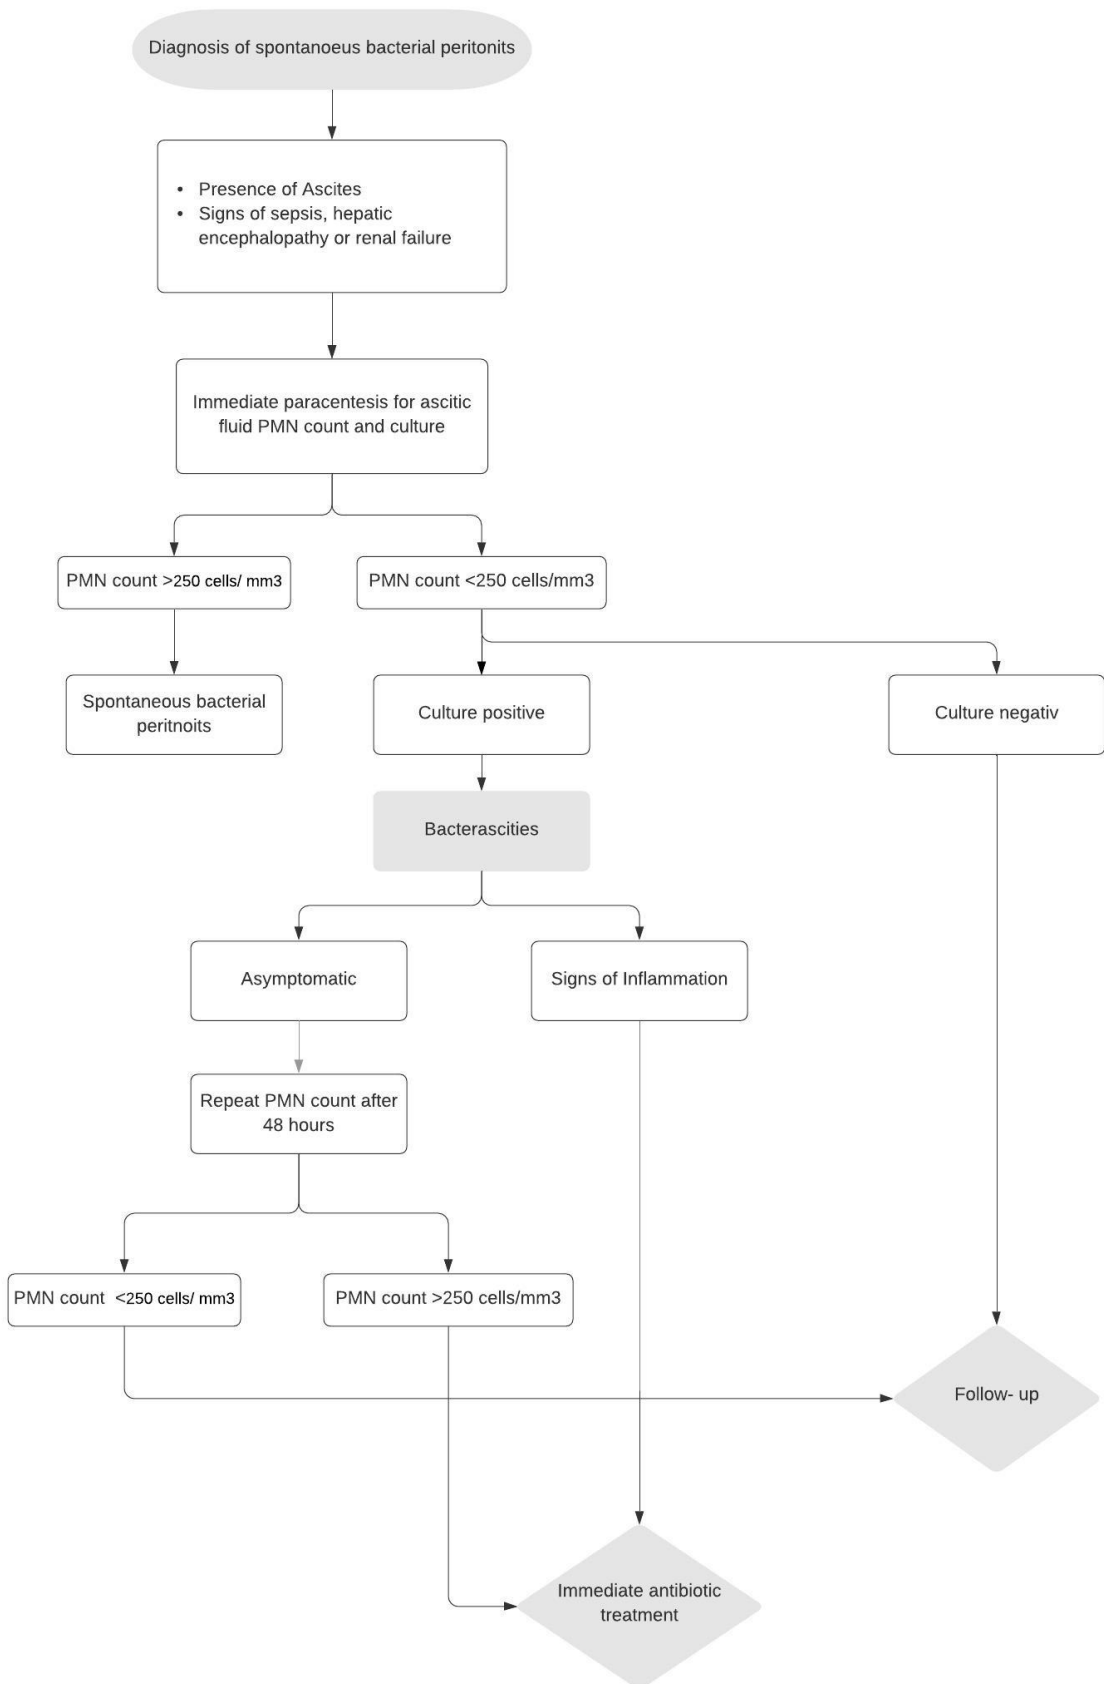 Diagnosis of spontanoeus bacterial peritonits
• Presence of Ascites
• Signs of sepsis, hepatic
encephalopathy or renal failure
Immediate paracentesis for ascitic
fluid PMN count and culture
PMN count >250 cells/ mm3
PMN count <250 cells/mm3
Spontaneous bacterial
peritnoits
Culture positive
Culture negativ
Bacterascities
Asymptomatic
Signs of Inflammation
Repeat PMN count after
48 hours
PMN count <250 cells/ mm3
PMN count >250 cells/mm3
Follow- up
Immediate antibiotic
treatment